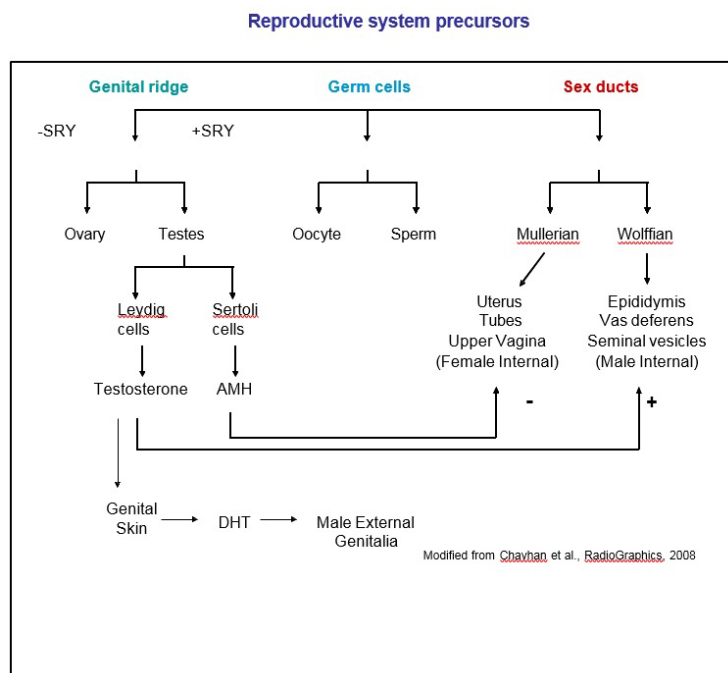 Reproductive system precursors
Genital ridge
Germ cells
Sex ducts
-SRY
+SRY
Ovary
Testes
Oocyte
Sperm
Mullerian
Wolffian
Leydig
cells
Sertoli
cells
Uterus
Tubes
Upper Vagina
(Female Internal)
Epididymis
Vas deferens
Seminal vesicles
(Male Internal)
Testosterone
AMH
-
+
Genital
Skin
DHT
Male External
Genitalia
Modified from Chavhan et al., RadioGraphics, 2008